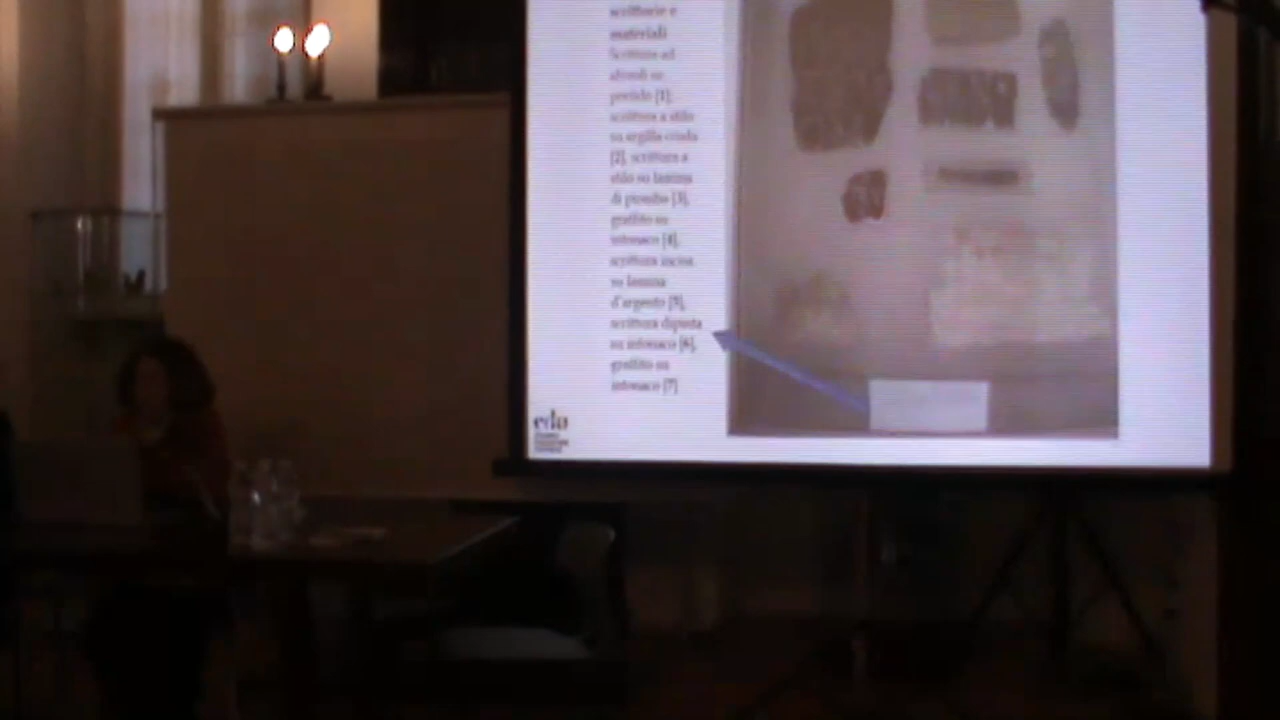 scritture e
materiali
Scrittura ad
alveoli su
portido [1];
scrittura a stilo
su argilla cruda
[2], scrittura a
stilo su lamina
di piombo [3],
graffito su
intonaco [4],
scrittura incisa
su lamina
d'argento [5],
scrittura dipinta
su intonaco [6],
graffito su
intonaco [7]